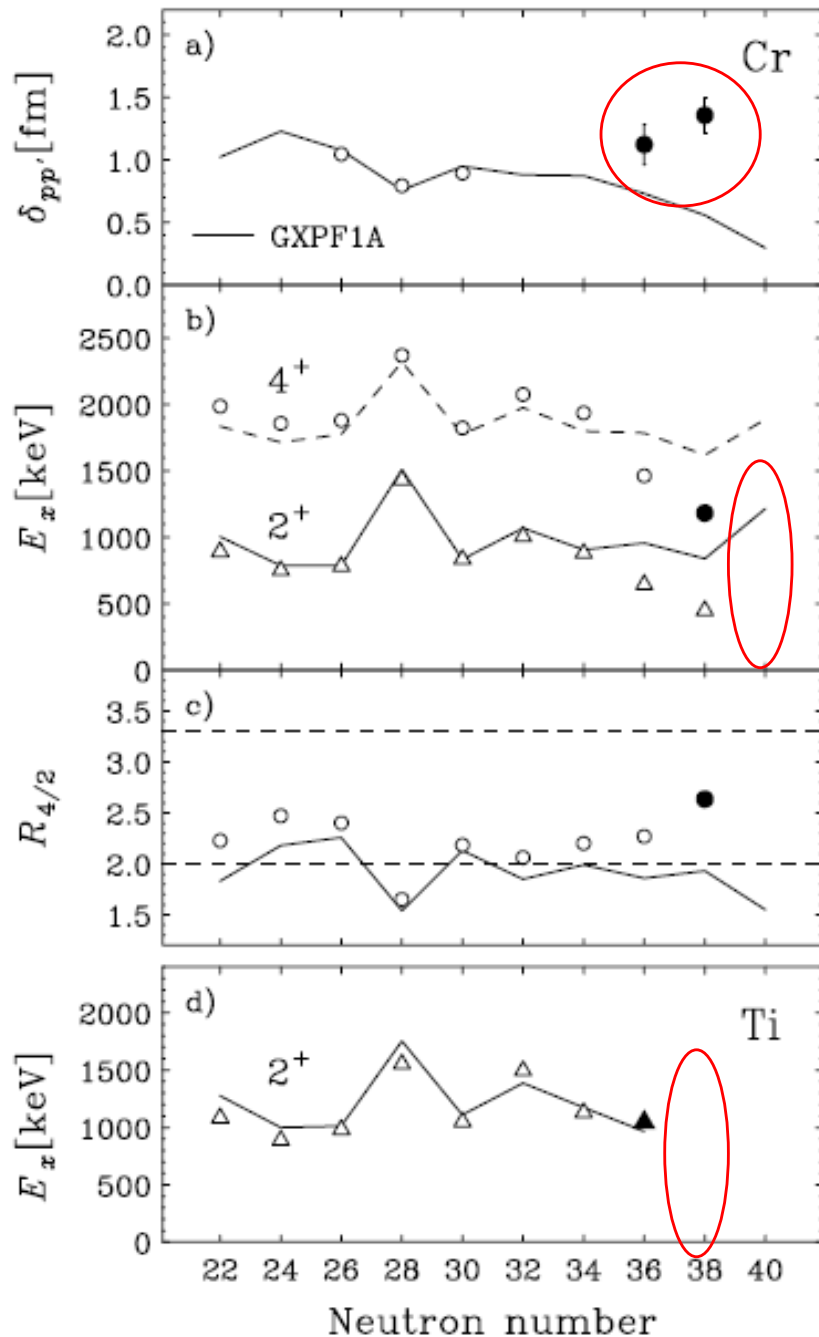 a) Cr
δpp′[fm]
2.0
1.5
1.0
0.5
0.0
GXPF1A
b)
Ex[keV]
2500
2000
1500
1000
500
0
4+
2+
c)
R4/2
3.5
3.0
2.5
2.0
1.5
d) Ti
Ex[keV]
2000
1500
1000
500
0
2+
22 24 26 28 30 32 34 36 38 40
Neutron number